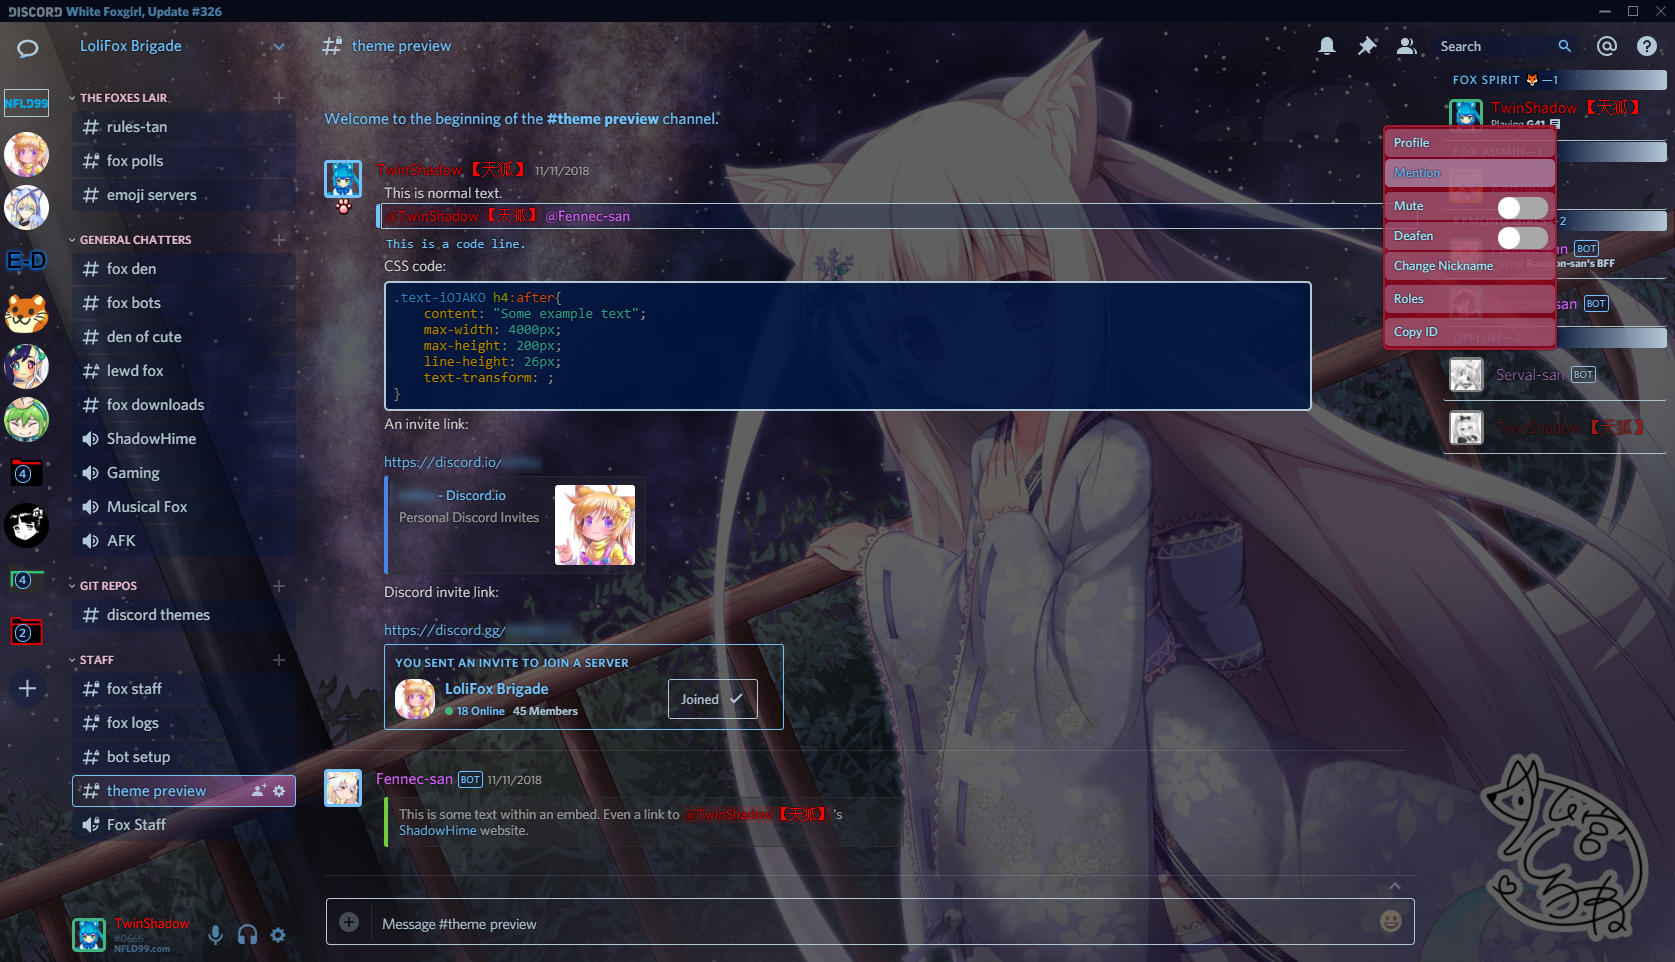 DISCORD White Foxgirl, Update #326
LoliFox Brigade
theme preview
Search
NFLD99
E-D
4
4
2
THE FOXES LAIR
rules-tan
fox polls
emoji servers
GENERAL CHATTERS
fox den
fox bots
den of cute
lewd fox
fox downloads
ShadowHime
Gaming
Musical Fox
AFK
GIT REPOS
discord themes
STAFF
fox staff
fox logs
bot setup
theme preview
Fox Staff
TwinShadow
#0666
NFLD99.com
Welcome to the beginning of the #theme preview channel.
TwinShadow 【天狐】 11/11/2018
This is normal text.
@TwinShadow 【天狐】 @Fennec-san
This is a code line.
CSS code:
.text-iOJAKO h4:after{
content: "Some example text";
max-width: 4000px;
max-height: 200px;
line-height: 26px;
text-transform: ;
}
An invite link:
https://discord.io/
- Discord.io
Personal Discord Invites
Discord invite link:
https://discord.gg/
YOU SENT AN INVITE TO JOIN A SERVER
LoliFox Brigade
18 Online 45 Members
Joined
Fennec-san BOT 11/11/2018
This is some text within an embed. Even a link to @TwinShadow 【天狐】 's
ShadowHime website.
Message #theme preview
FOX SPIRIT 🦊—1
TwinShadow 【天狐】
Playing G41
FOX ADMIN—1
Profile
Mention
Mute
Deafen
Change Nickname
Roles
Copy ID
BOT
Raccoon-san's BFF
Raccoon-san BOT
OFFLINE—2
Serval-san BOT
TwinShadow 【天狐】